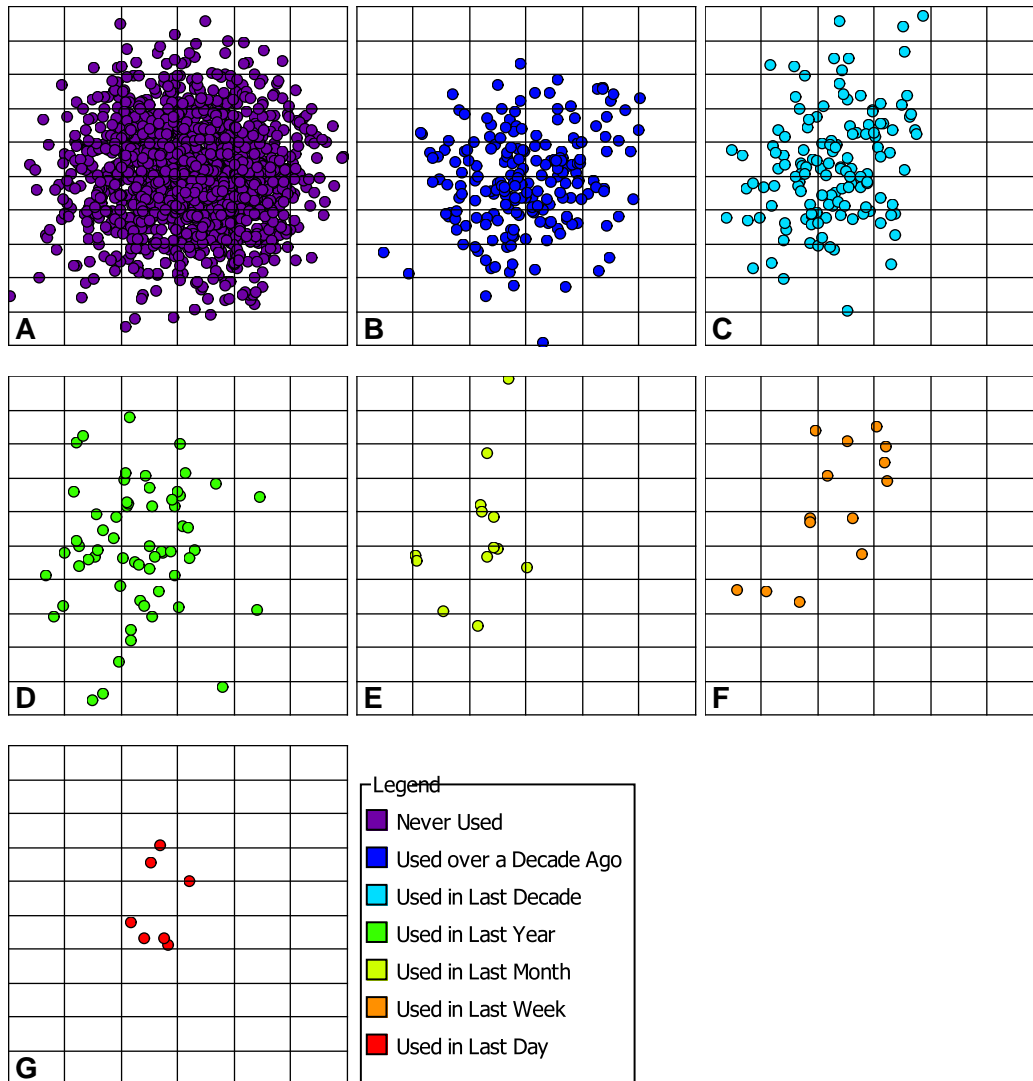 A
B
C
D
E
F
G
Legend
Never Used
Used over a Decade Ago
Used in Last Decade
Used in Last Year
Used in Last Month
Used in Last Week
Used in Last Day